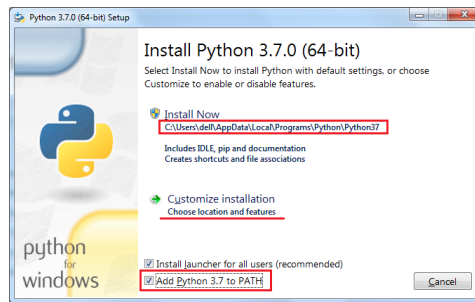 Python 3.7.0 (64-bit) Setup
Install Python 3.7.0 (64-bit)
Select Install Now to install Python with default settings, or choose
Customize to enable or disable features.
Install Now
C:\Users\dell\AppData\Local\Programs\Python\Python37
Includes IDLE, pip and documentation
Creates shortcuts and file associations
Customize installation
Choose location and features
python
for
windows
Install launcher for all users (recommended)
Add Python 3.7 to PATH
Cancel